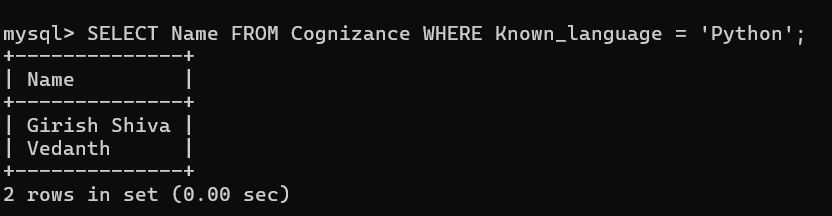 mysql> SELECT Name FROM Cognizance WHERE Known_language = 'Python';
+--------------+
| Name         |
+--------------+
| Girish Shiva |
| Vedanth      |
+--------------+
2 rows in set (0.00 sec)